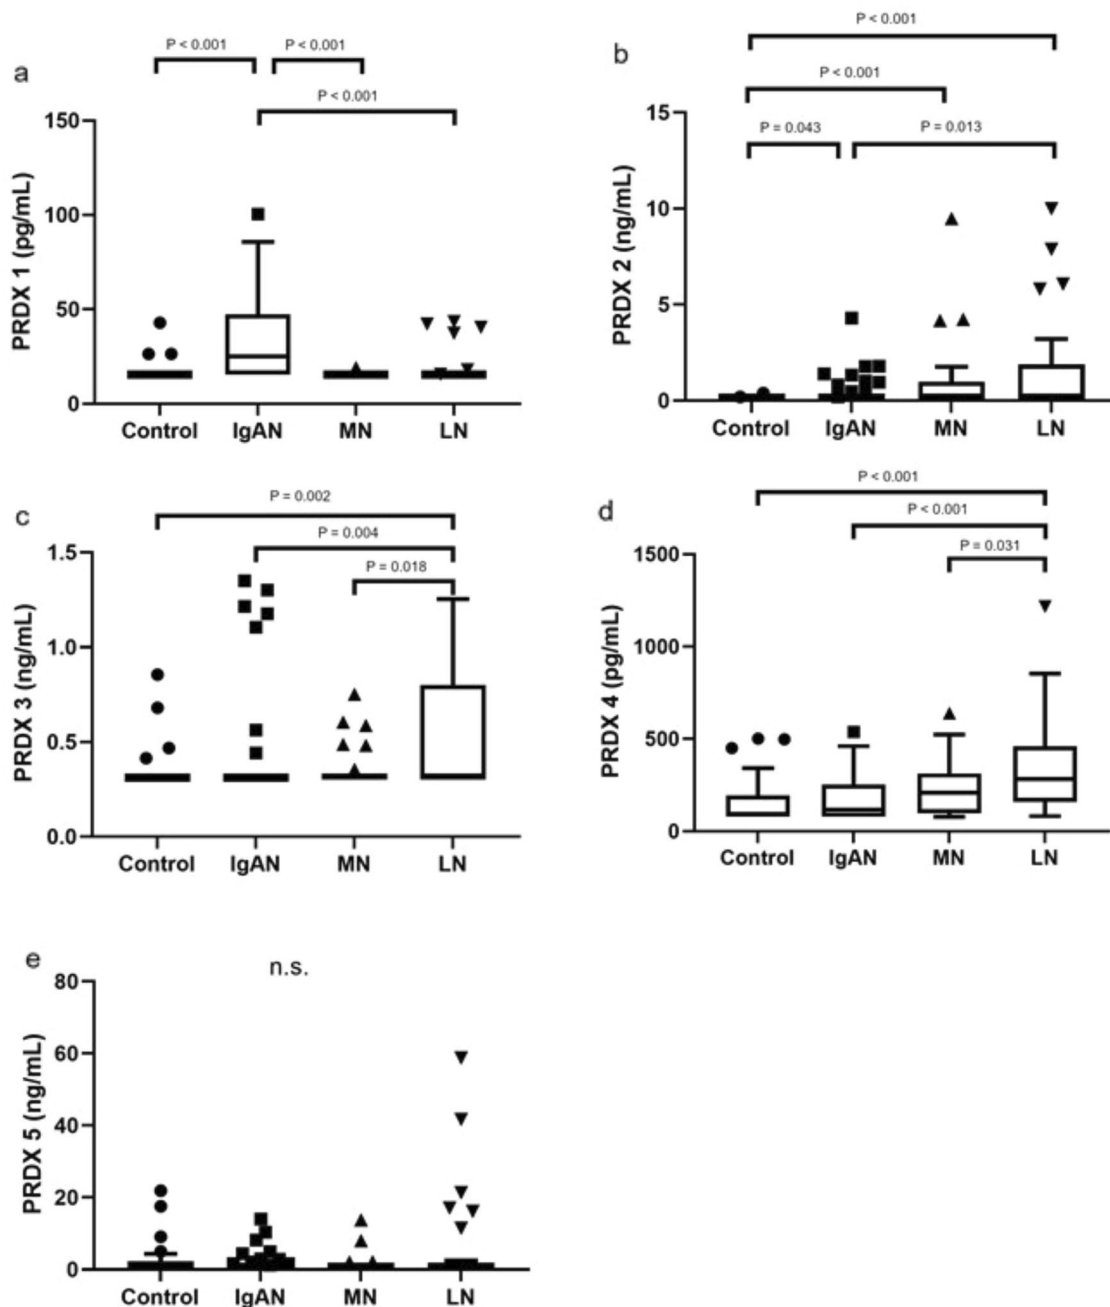 a
P < 0.001
P < 0.001
P < 0.001
PRDX 1 (pg/mL)
150
100
50
0
Control IgAN MN LN
b
P < 0.001
P < 0.001
P = 0.043
P = 0.013
PRDX 2 (ng/mL)
15
10
5
0
Control IgAN MN LN
c
P = 0.002
P = 0.004
P = 0.018
PRDX 3 (ng/mL)
1.5
1.0
0.5
0.0
Control IgAN MN LN
d
P < 0.001
P < 0.001
P = 0.031
PRDX 4 (pg/mL)
1500
1000
500
0
Control IgAN MN LN
e
n.s.
PRDX 5 (ng/mL)
80
60
40
20
0
Control IgAN MN LN